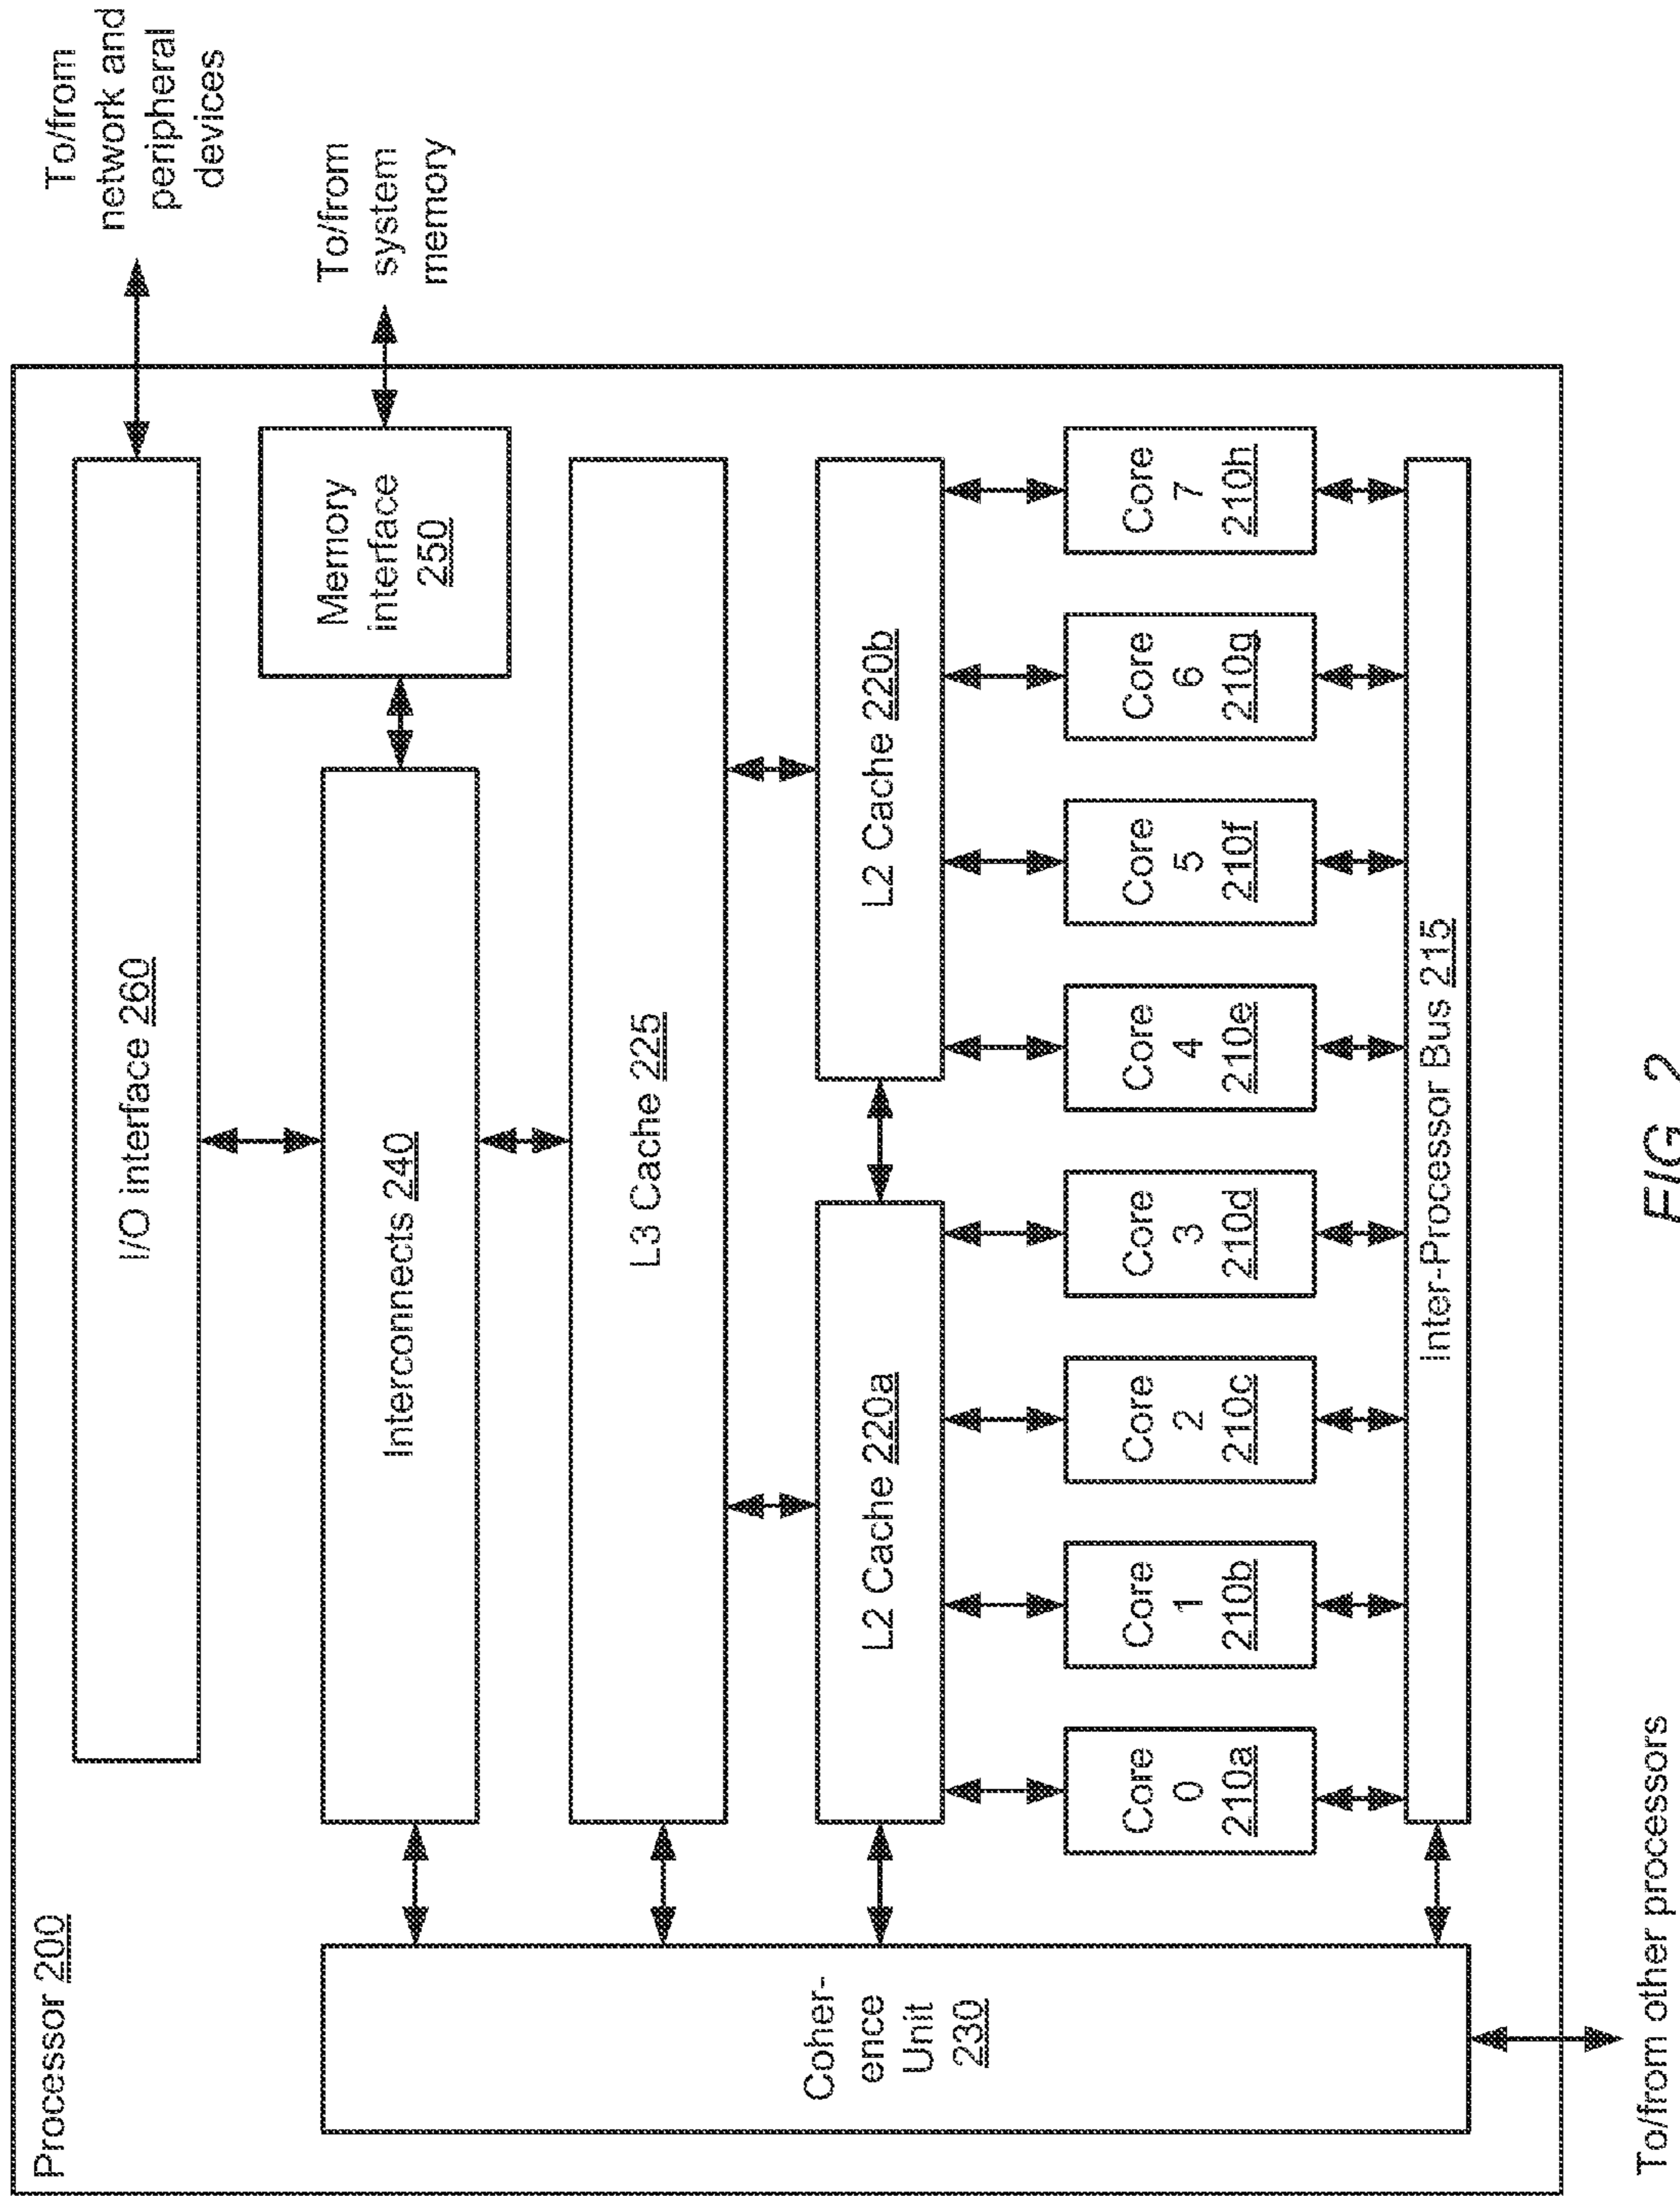 Processor 200
To/from
network and
peripheral
devices
I/O interface 260
To/from
system
memory
Memory
interface
250
Interconnects 240
L3 Cache 225
L2 Cache 220a
L2 Cache 220b
Coher-
ence
Unit
230
Core
0
210a
Core
1
210b
Core
2
210c
Core
3
210d
Core
4
210e
Core
5
210f
Core
6
210g
Core
7
210h
Inter-Processor Bus 215
To/from other processors
FIG. 2